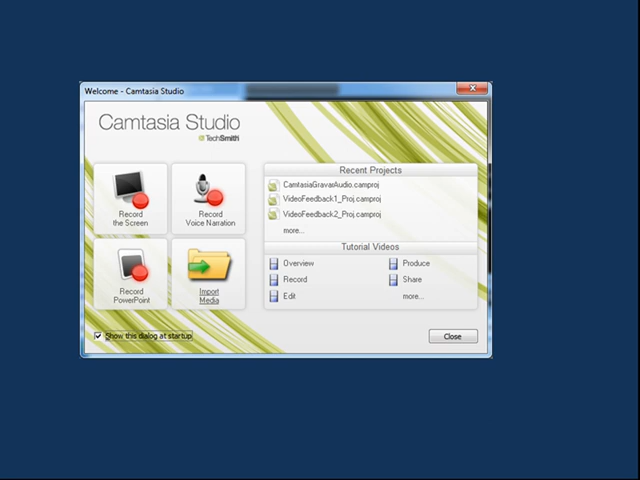 Welcome - Camtasia Studio
Camtasia Studio
TechSmith
Record
the Screen
Record
Voice Narration
Record
PowerPoint
Import
Media
Recent Projects
CamtasiaGravarAudio.camproj
VideoFeedback1_Proj.camproj
VideoFeedback2_Proj.camproj
more...
Tutorial Videos
Overview
Produce
Record
Share
Edit
more...
Show this dialog at startup
Close